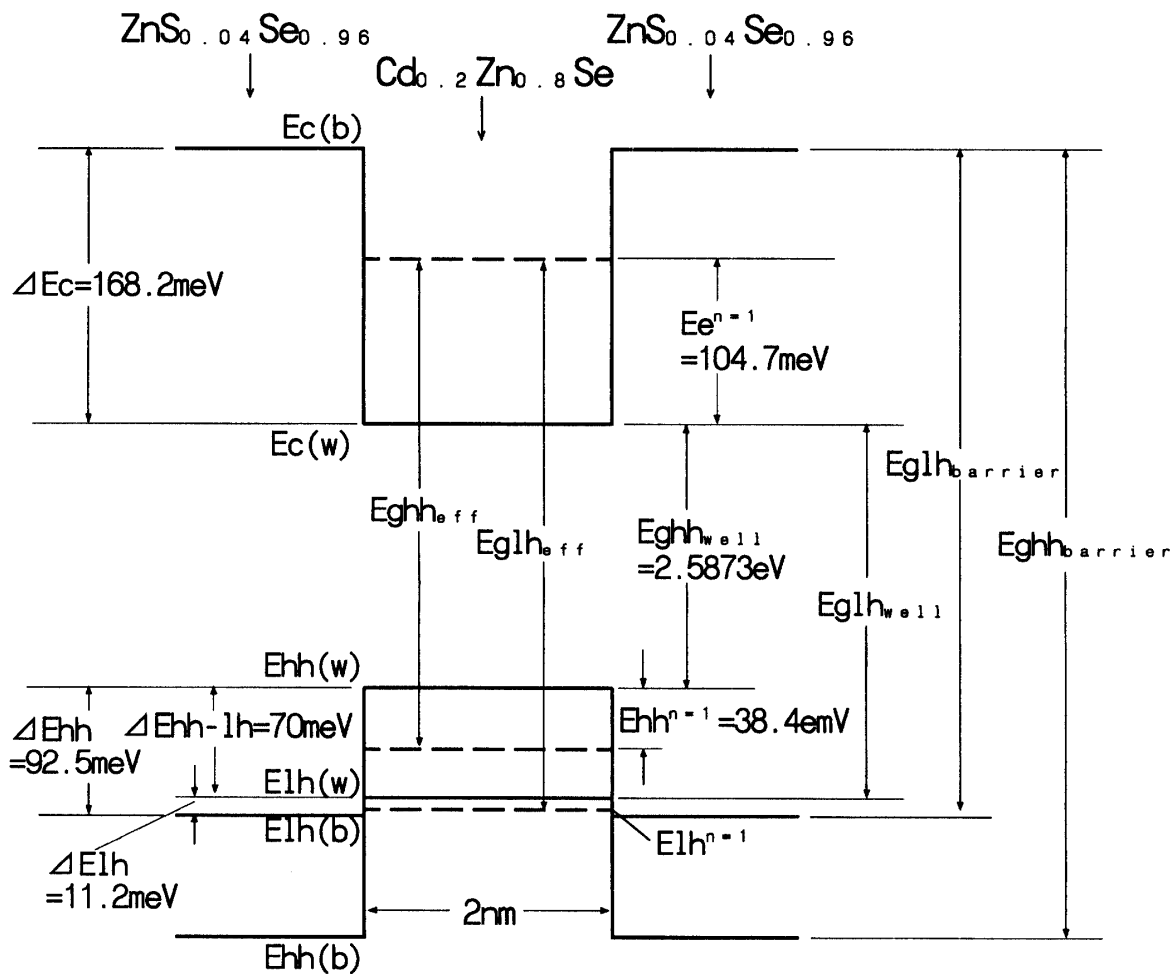 ZnS₀.₀₄Se₀.₉₆
ZnS₀.₀₄Se₀.₉₆
Cd₀.₂Zn₀.₈Se
Ec(b)
⊿Ec=168.2meV
Eeⁿ⁼¹
=104.7meV
Ec(w)
Eglhbarrier
Eghheff
Eglheff
Eghhwell
=2.5873eV
Eghhbarrier
Eglhwell
Ehh(w)
⊿Ehh
=92.5meV
⊿Ehh-lh=70meV
Ehhⁿ⁼¹=38.4emV
Elh(w)
Elh(b)
Elhⁿ⁼¹
⊿Elh
=11.2meV
2nm
Ehh(b)